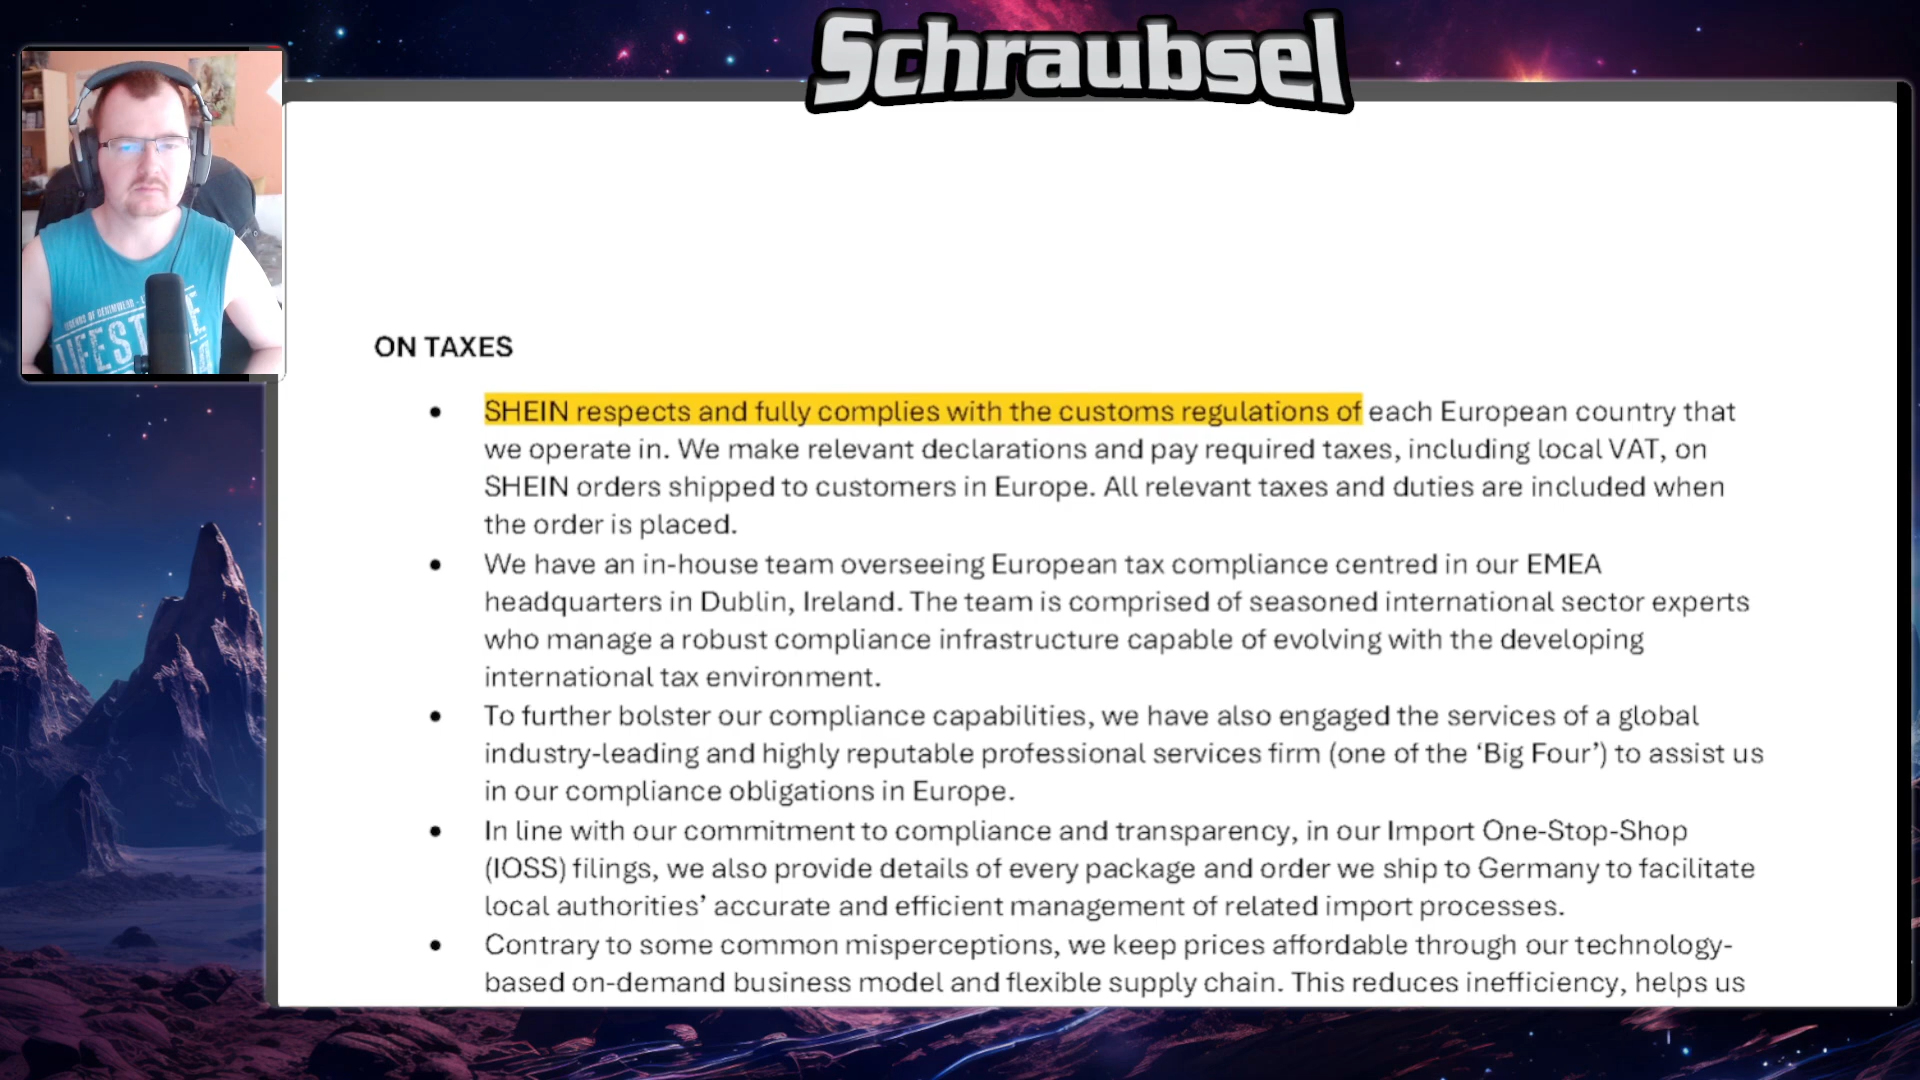 Schraubsel
ON TAXES
• SHEIN respects and fully complies with the customs regulations of each European country that
we operate in. We make relevant declarations and pay required taxes, including local VAT, on
SHEIN orders shipped to customers in Europe. All relevant taxes and duties are included when
the order is placed.
• We have an in-house team overseeing European tax compliance centred in our EMEA
headquarters in Dublin, Ireland. The team is comprised of seasoned international sector experts
who manage a robust compliance infrastructure capable of evolving with the developing
international tax environment.
• To further bolster our compliance capabilities, we have also engaged the services of a global
industry-leading and highly reputable professional services firm (one of the ‘Big Four’) to assist us
in our compliance obligations in Europe.
• In line with our commitment to compliance and transparency, in our Import One-Stop-Shop
(IOSS) filings, we also provide details of every package and order we ship to Germany to facilitate
local authorities’ accurate and efficient management of related import processes.
• Contrary to some common misperceptions, we keep prices affordable through our technology-
based on-demand business model and flexible supply chain. This reduces inefficiency, helps us